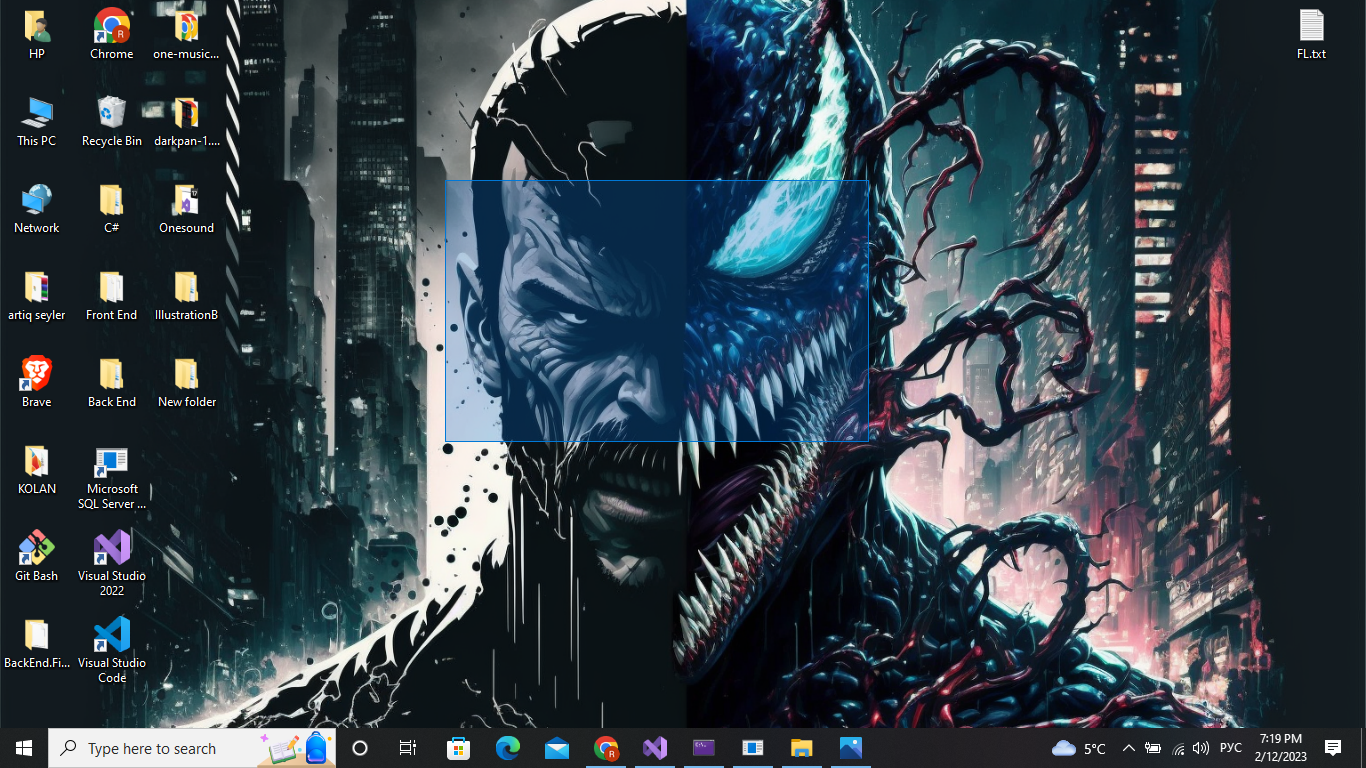 HP
Chrome
one-music...
FL.txt
This PC
Recycle Bin
darkpan-1....
Network
C#
Onesound
artiq seyler
Front End
IllustrationB
Brave
Back End
New folder
KOLAN
Microsoft
SQL Server ...
Git Bash
Visual Studio
2022
BackEnd.Fi...
Visual Studio
Code
Type here to search
5°C
РУС
7:19 PM
2/12/2023